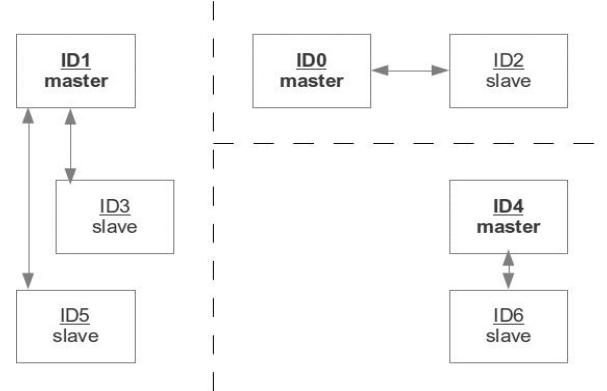 ID1
master
ID0
master
ID2
slave
ID3
slave
ID4
master
ID5
slave
ID6
slave